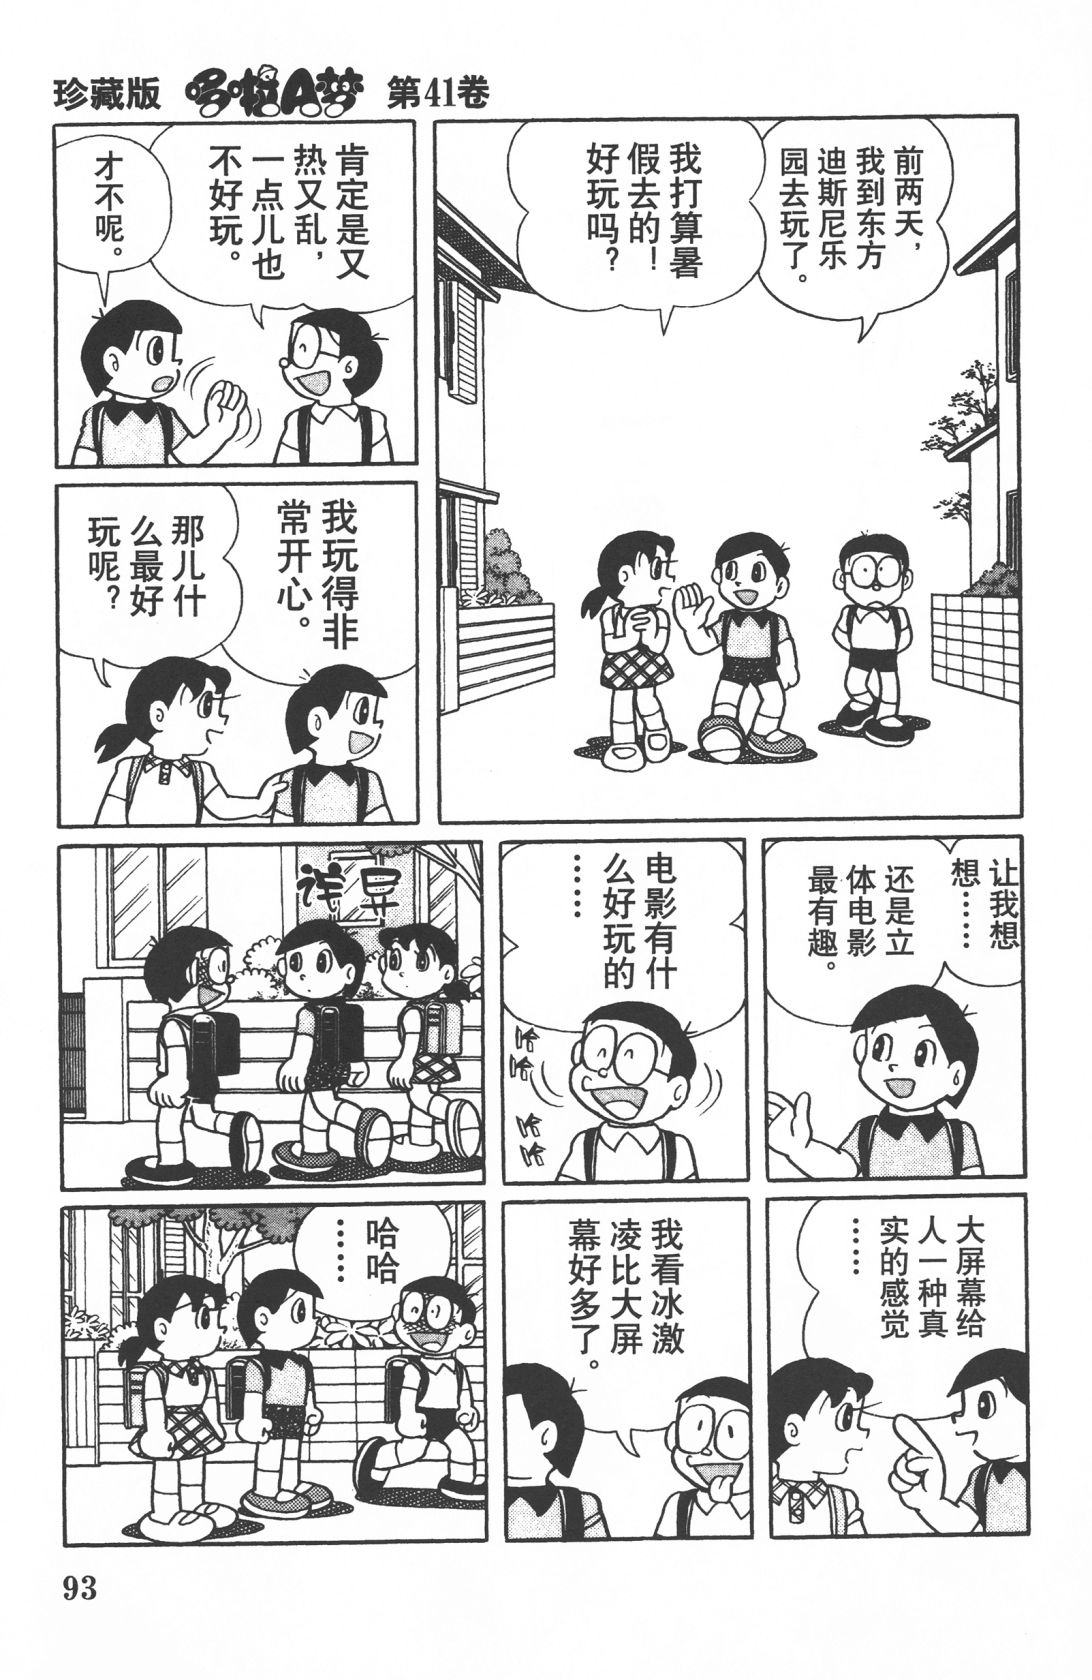 珍藏版 哆啦A梦 第41卷
前两天，
我到东方
迪斯尼乐
园去玩了。
我打算暑
假去的！
好玩吗？
肯定是又
热又乱，
一点儿也
不好玩。
才不呢。
我玩得非
常开心。
那儿什
么最好
玩呢？
让我想
想……
还是立
体电影
最有趣。
电影有什
么好玩的
……
哈哈
哈哈
大屏幕给
人一种真
实的感觉
……
我看冰激
凌比大屏
幕好多了。
哈哈
……
93